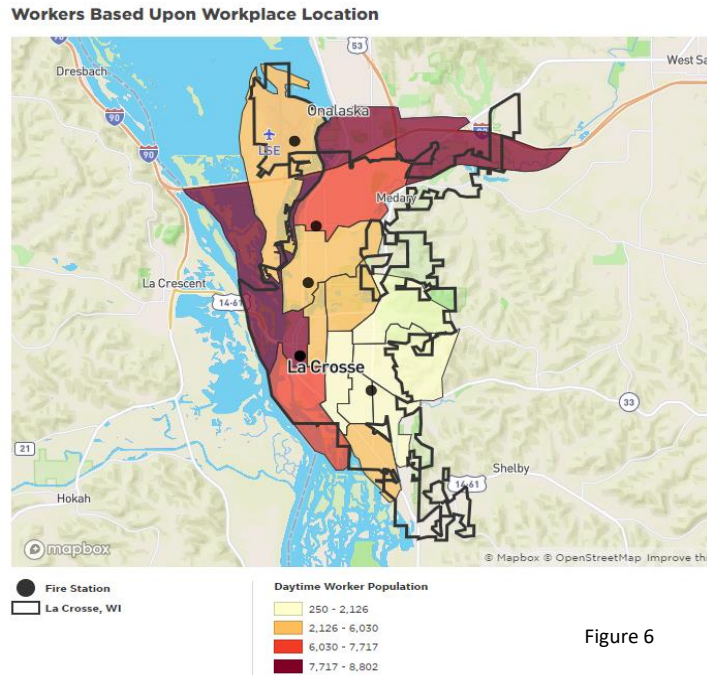 Workers Based Upon Workplace Location
53
Dresbach
West Sa
90
Onalaska
LSE
90
90
Medary
La Crescent
14-61
La Crosse
33
21
Shelby
14-61
Hokah
mapbox
© Mapbox © OpenStreetMap Improve thi
Fire Station
La Crosse, WI
Daytime Worker Population
250 - 2,126
2,126 - 6,030
6,030 - 7,717
7,717 - 8,802
Figure 6